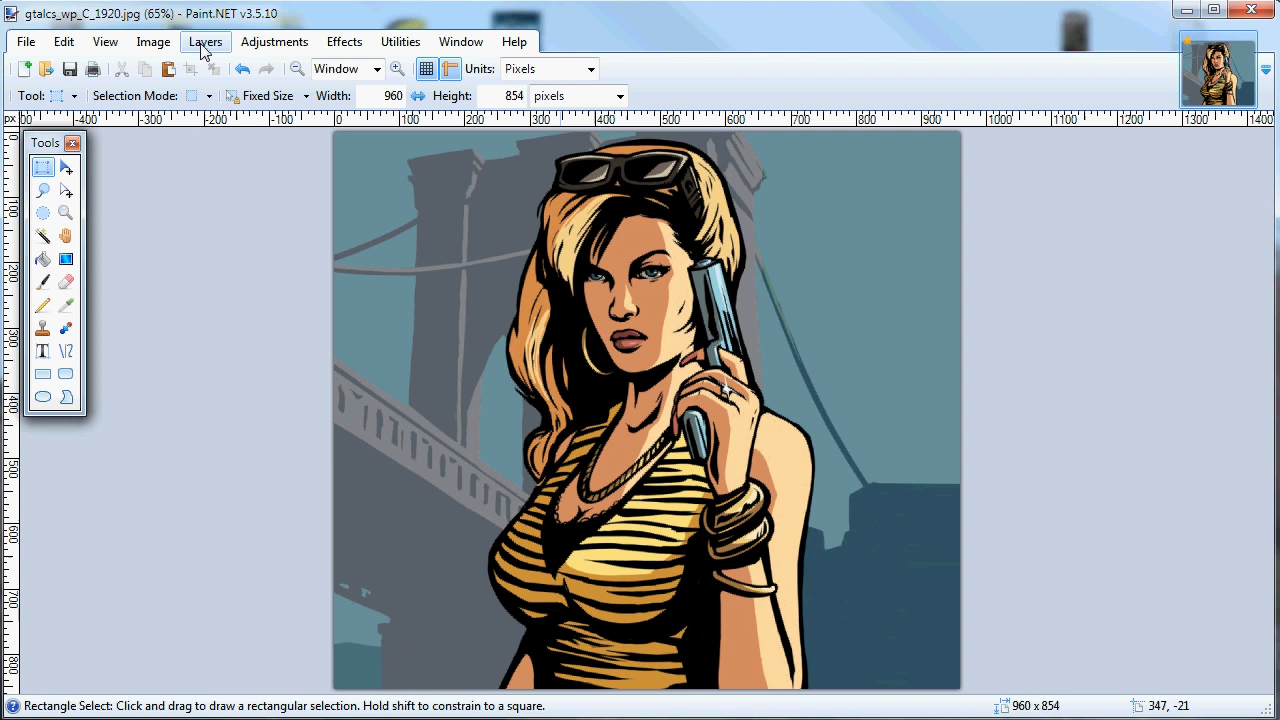 gtalcs_wp_C_1920.jpg (65%) - Paint.NET v3.5.10
File Edit View Image Layers Adjustments Effects Utilities Window Help
Window Units: Pixels
Tool: Selection Mode: Fixed Size Width: 960 Height: 854 pixels
px 00 -400 -300 -200 -100 0 100 200 300 400 500 600 700 800 900 1000 1100 1200 1300 1400
Tools
100
200
300
400
500
600
700
800
Rectangle Select: Click and drag to draw a rectangular selection. Hold shift to constrain to a square. 960 x 854 347, -21